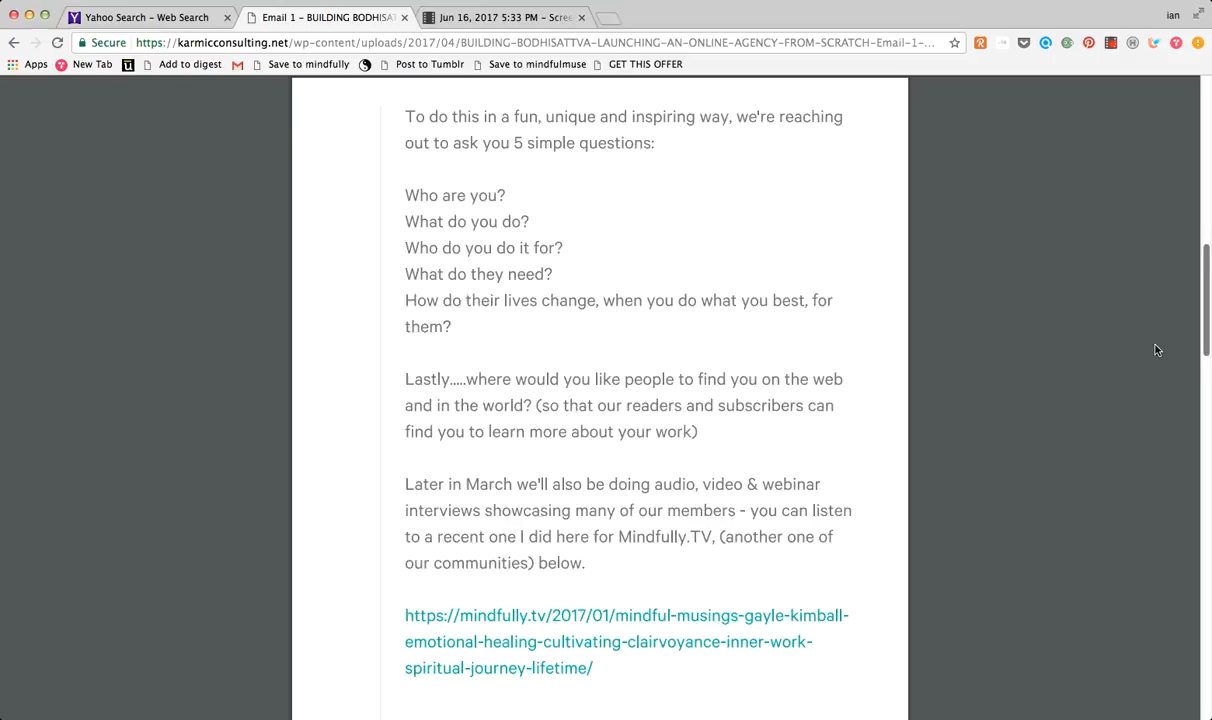 Yahoo Search - Web Search
Email 1 - BUILDING BODHISAT
Jun 16, 2017 5:33 PM - Scree
ian
Secure https://karmicconsulting.net/wp-content/uploads/2017/04/BUILDING-BODHISATTVA-LAUNCHING-AN-ONLINE-AGENCY-FROM-SCRATCH-Email-1-...
Apps New Tab Add to digest Save to mindfully Post to Tumblr Save to mindfulmuse GET THIS OFFER
To do this in a fun, unique and inspiring way, we're reaching
out to ask you 5 simple questions:
Who are you?
What do you do?
Who do you do it for?
What do they need?
How do their lives change, when you do what you best, for
them?
Lastly.....where would you like people to find you on the web
and in the world? (so that our readers and subscribers can
find you to learn more about your work)
Later in March we'll also be doing audio, video & webinar
interviews showcasing many of our members - you can listen
to a recent one I did here for Mindfully.TV, (another one of
our communities) below.
https://mindfully.tv/2017/01/mindful-musings-gayle-kimball-
emotional-healing-cultivating-clairvoyance-inner-work-
spiritual-journey-lifetime/